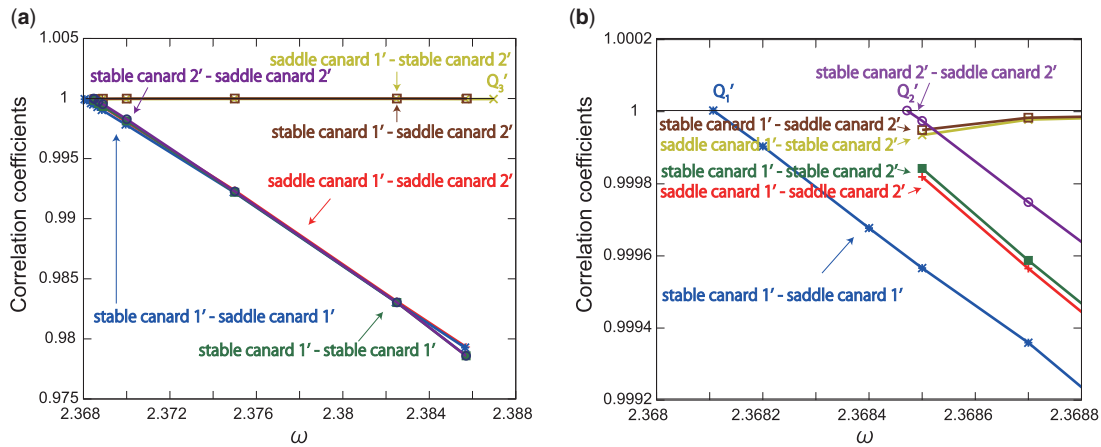 (a)
1.005
1
0.995
0.99
0.985
0.98
0.975
Correlation coefficients
saddle canard 1′ - stable canard 2′
stable canard 2′ - saddle canard 2′
Q3′
stable canard 1′ - saddle canard 2′
saddle canard 1′ - saddle canard 2′
stable canard 1′ - saddle canard 1′
stable canard 1′ - stable canard 1′
2.368 2.372 2.376 2.38 2.384 2.388
ω
(b)
1.0002
1
0.9998
0.9996
0.9994
0.9992
Correlation coefficients
stable canard 2′ - saddle canard 2′
Q1′ Q2′
stable canard 1′ - saddle canard 2′
saddle canard 1′ - stable canard 2′
stable canard 1′ - stable canard 2′
saddle canard 1′ - saddle canard 2′
stable canard 1′ - saddle canard 1′
2.368 2.3682 2.3684 2.3686 2.3688
ω